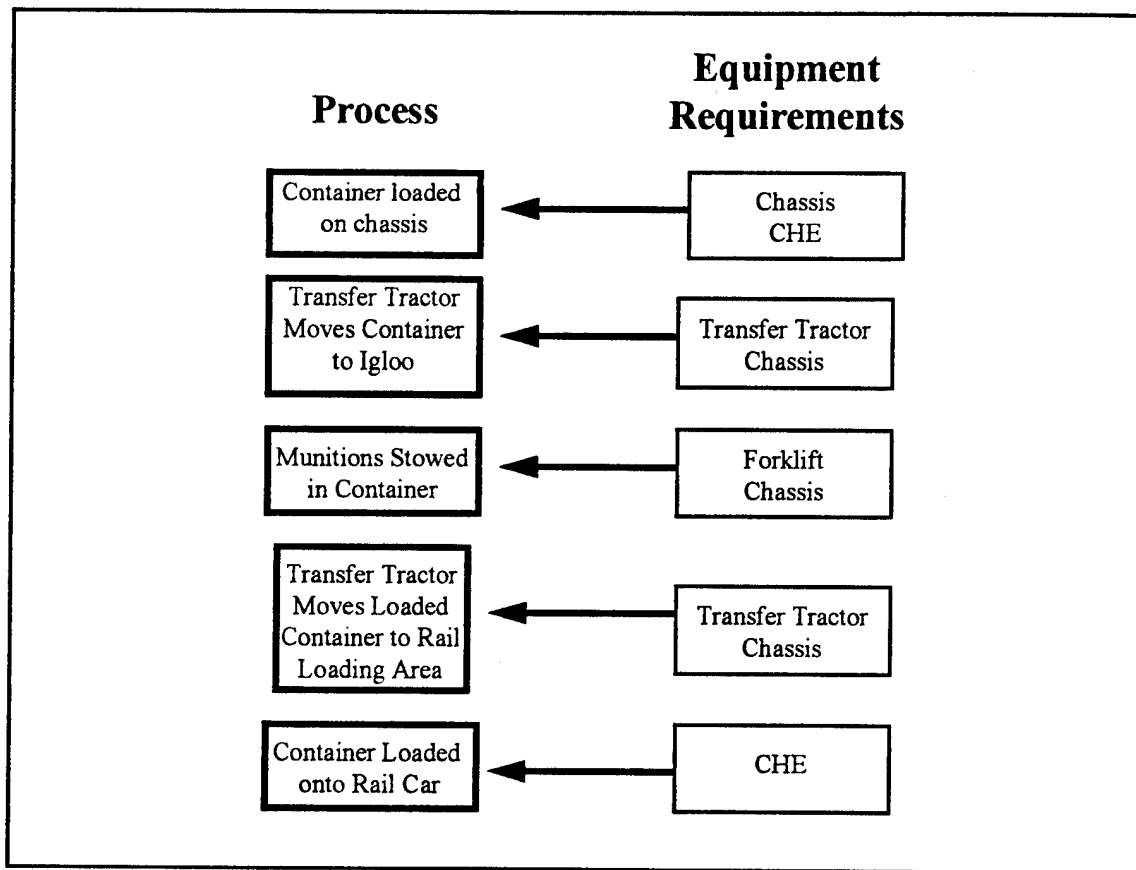 Process
Equipment
Requirements
Container loaded
on chassis
Chassis
CHE
Transfer Tractor
Moves Container
to Igloo
Transfer Tractor
Chassis
Munitions Stowed
in Container
Forklift
Chassis
Transfer Tractor
Moves Loaded
Container to Rail
Loading Area
Transfer Tractor
Chassis
Container Loaded
onto Rail Car
CHE